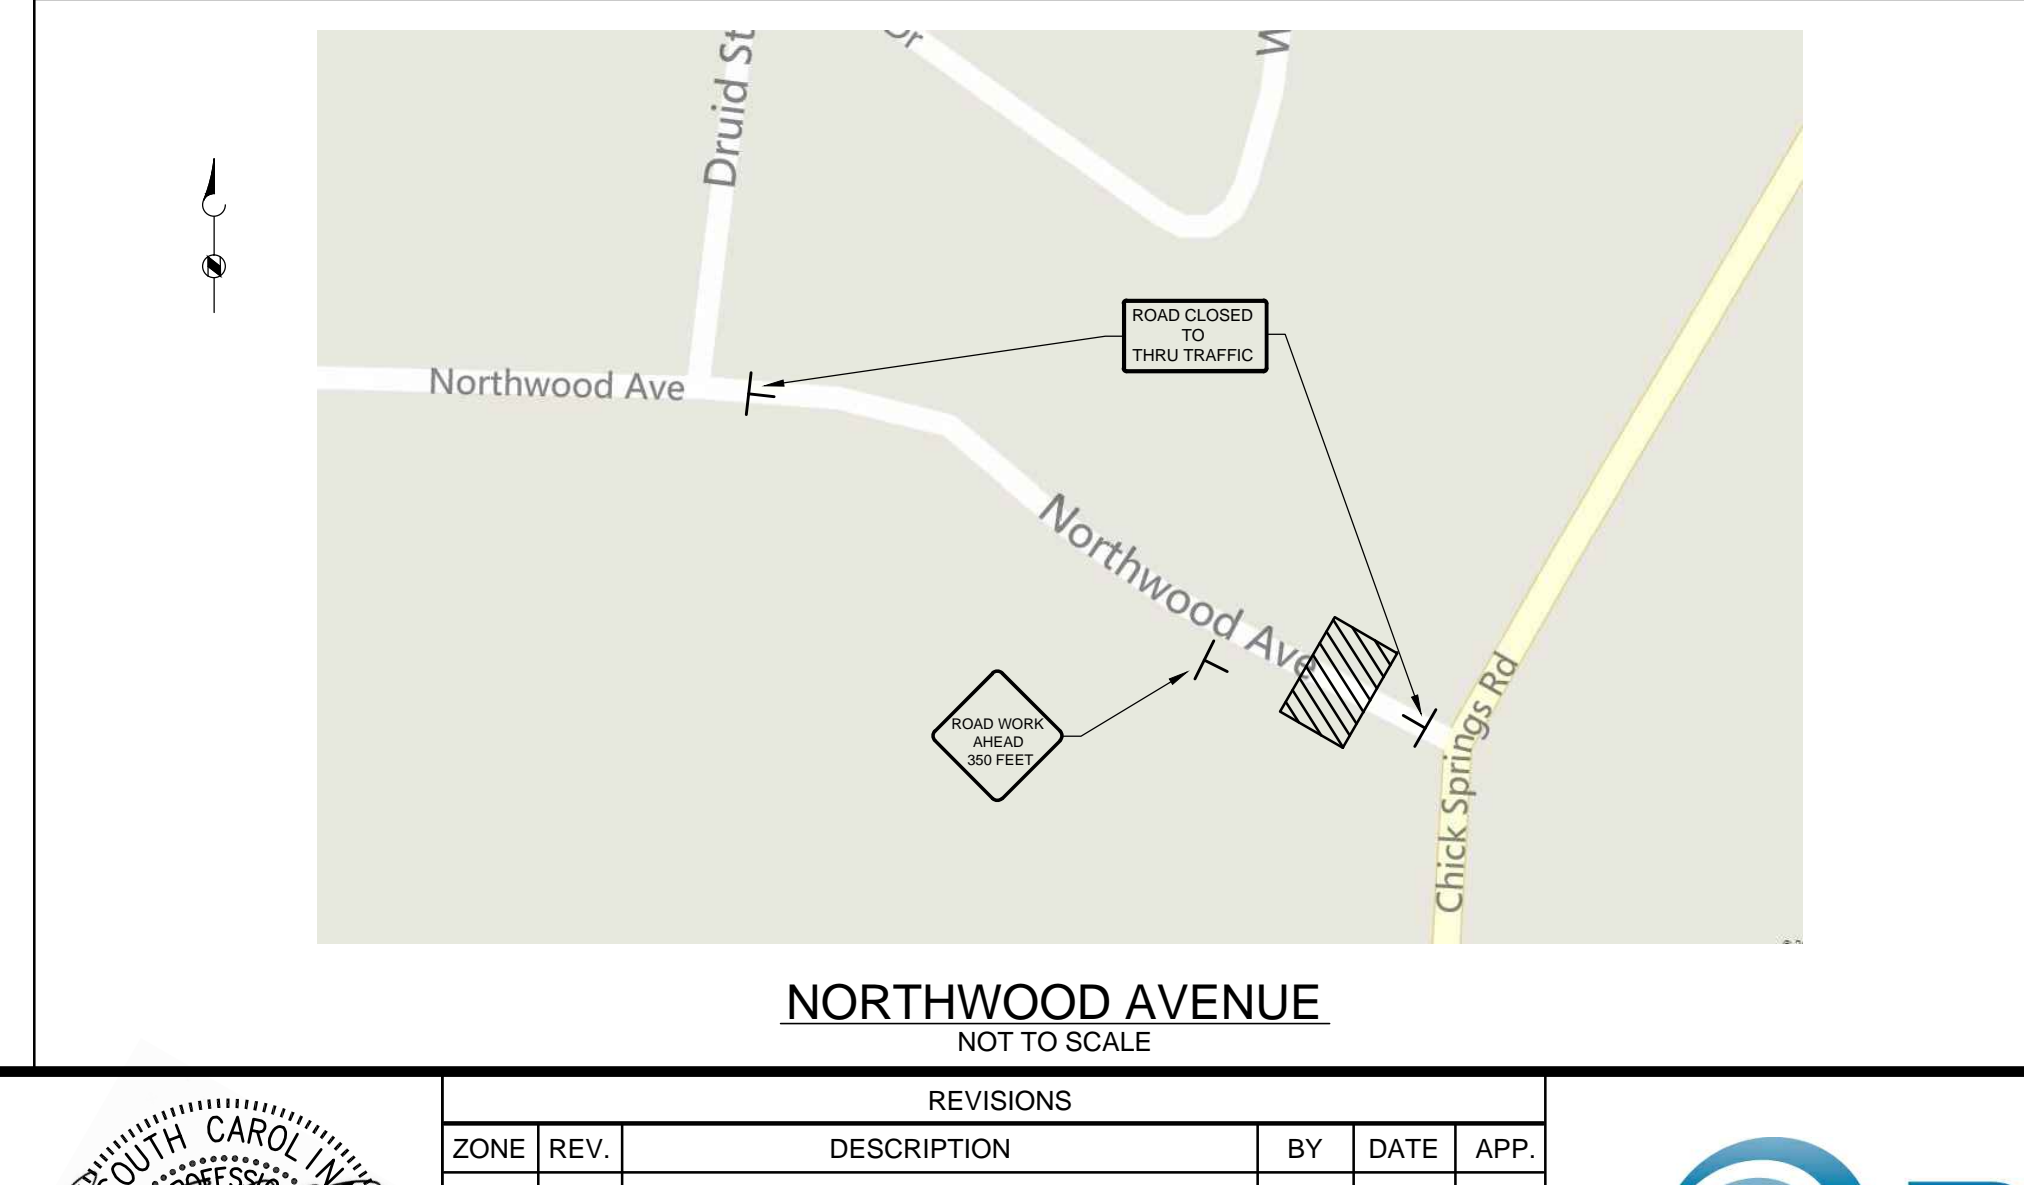 Druid St
Northwood Ave
ROAD CLOSED
TO
THRU TRAFFIC
Northwood Ave
ROAD WORK
AHEAD
350 FEET
Chick Springs Rd
NORTHWOOD AVENUE
NOT TO SCALE
REVISIONS
ZONE REV. DESCRIPTION BY DATE APP.
SOUTH CAROLINA